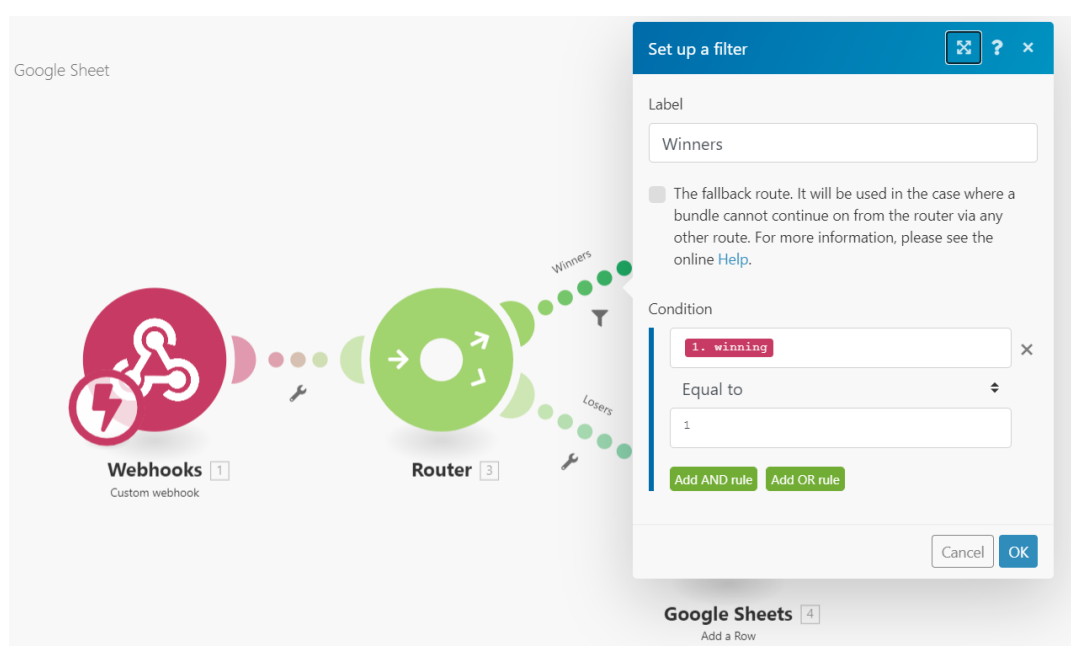 Google Sheet
Set up a filter
?
Label
Winners
The fallback route. It will be used in the case where a
bundle cannot continue on from the router via any
other route. For more information, please see the
online Help.
Winners
Condition
1. winning
Equal to
1
Losers
Add AND rule
Add OR rule
Webhooks 1
Custom webhook
Router 3
Cancel
OK
Google Sheets 4
Add a Row